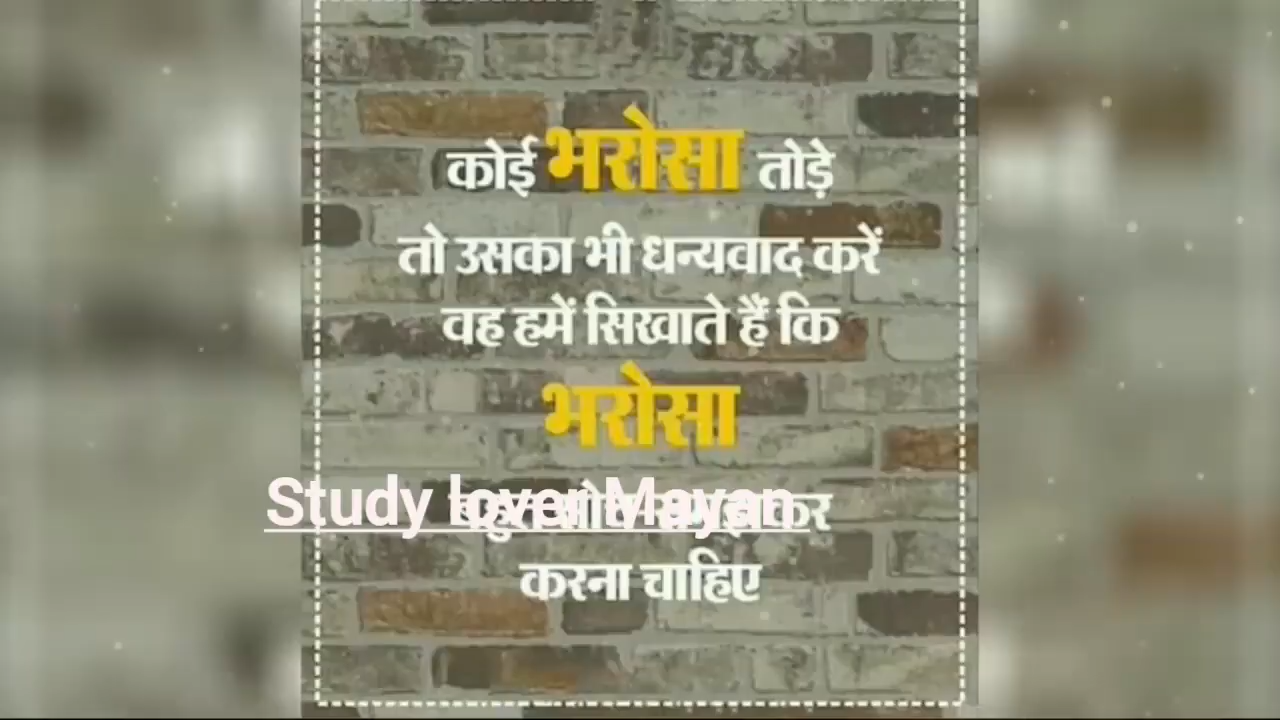 कोई भरोसा तोड़े
तो उसका भी धन्यवाद करें
वह हमें सिखाते हैं कि
भरोसा
Study lover Mayan
करना चाहिए